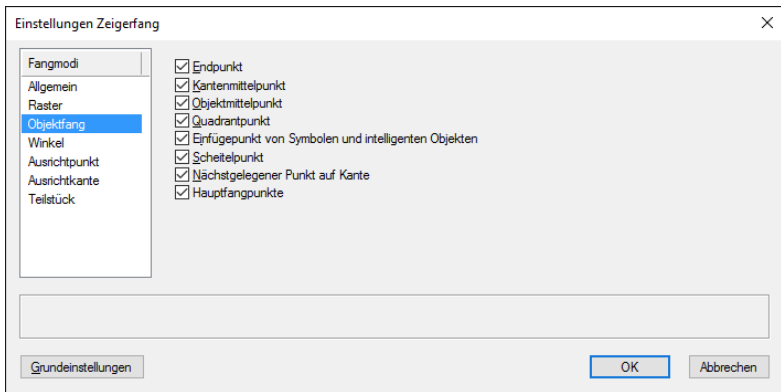 Einstellungen Zeigerfang
Fangmodi
Allgemein
Raster
Objektfang
Winkel
Ausrichtpunkt
Ausrichtkante
Teilstück
Endpunkt
Kantenmittelpunkt
Objektmittelpunkt
Quadrantpunkt
Einfügepunkt von Symbolen und intelligenten Objekten
Scheitelpunkt
Nächstgelegener Punkt auf Kante
Hauptfangpunkte
Grundeinstellungen
OK
Abbrechen